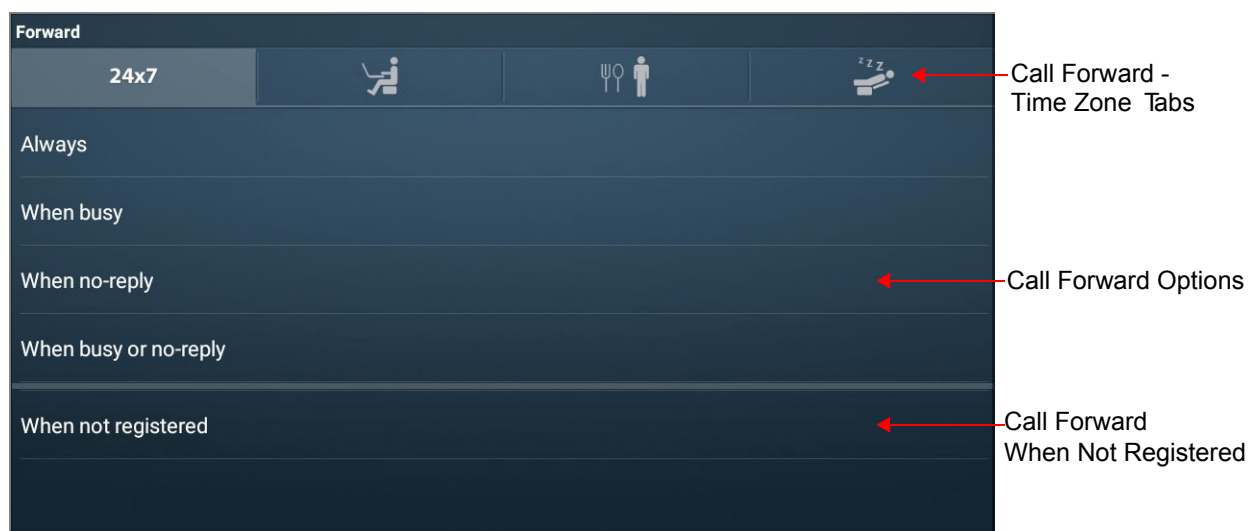 Forward
24x7
z z z
Call Forward -
Time Zone Tabs
Always
When busy
When no-reply
Call Forward Options
When busy or no-reply
When not registered
Call Forward
When Not Registered